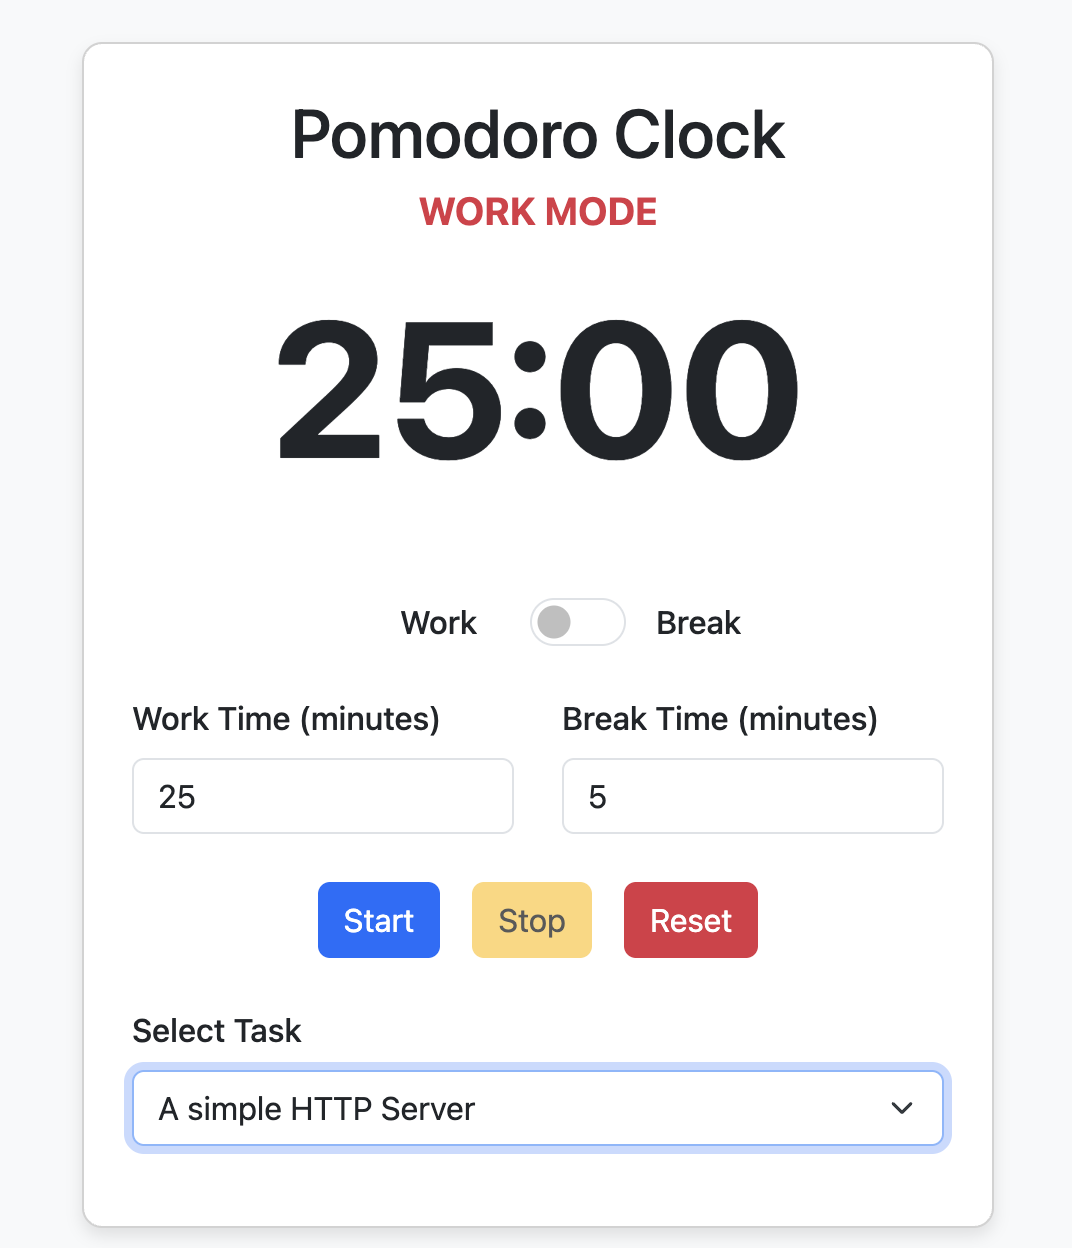 Pomodoro Clock
WORK MODE
25:00
Work Break
Work Time (minutes) Break Time (minutes)
25 5
Start Stop Reset
Select Task
A simple HTTP Server